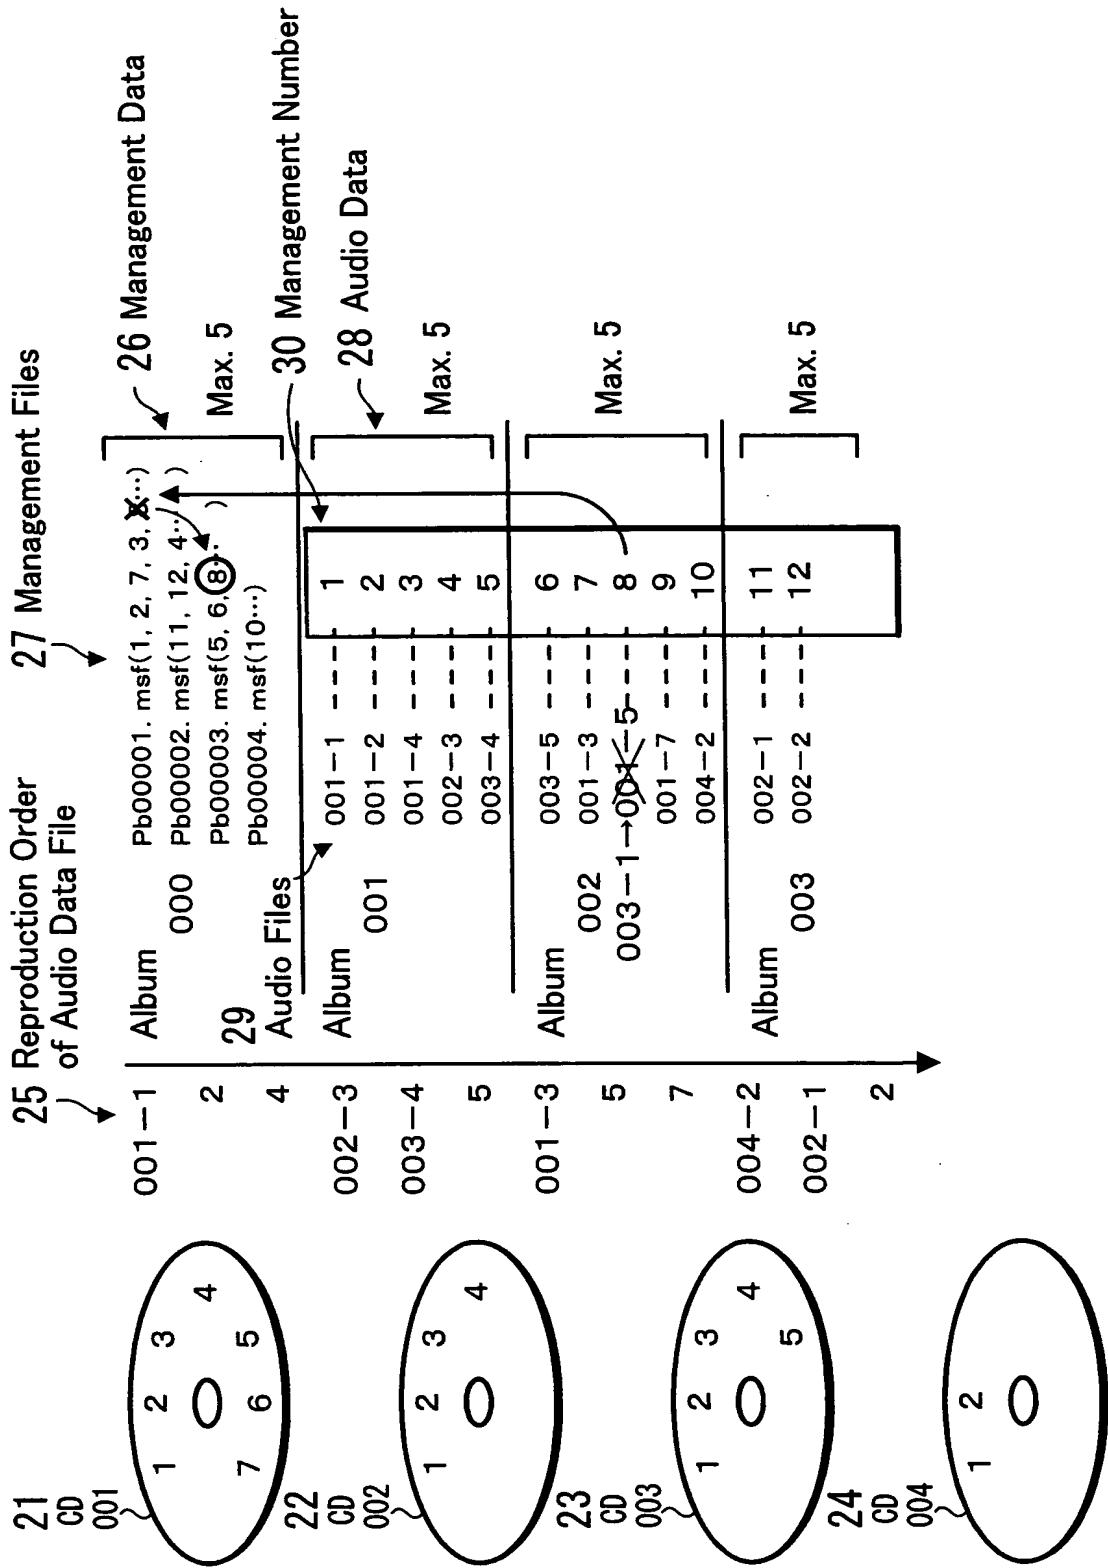 21
CD
001
1
2
3
4
5
6
7
22
CD
002
1
2
3
4
23
CD
003
1
2
3
4
5
24
CD
004
1
2
25 Reproduction Order
of Audio Data File
001-1
2
4
002-3
003-4
5
001-3
5
7
004-2
002-1
2
27 Management Files
26 Management Data
Album
000
Pb00001. msf(1, 2, 7, 3, 8···)
Pb00002. msf(11, 12, 4···)
Pb00003. msf(5, 6, 8··· )
Pb00004. msf(10···)
Max. 5
29
Audio Files
30 Management Number
28 Audio Data
Album
001
001-1 ---- 1
001-2 ---- 2
001-4 ---- 3
002-3 ---- 4
003-4 ---- 5
Max. 5
Album
002
003-5 ---- 6
001-3 ---- 7
003-1→001-5---- 8
001-7 ---- 9
004-2 ---- 10
Max. 5
Album
003
002-1 ---- 11
002-2 ---- 12
Max. 5